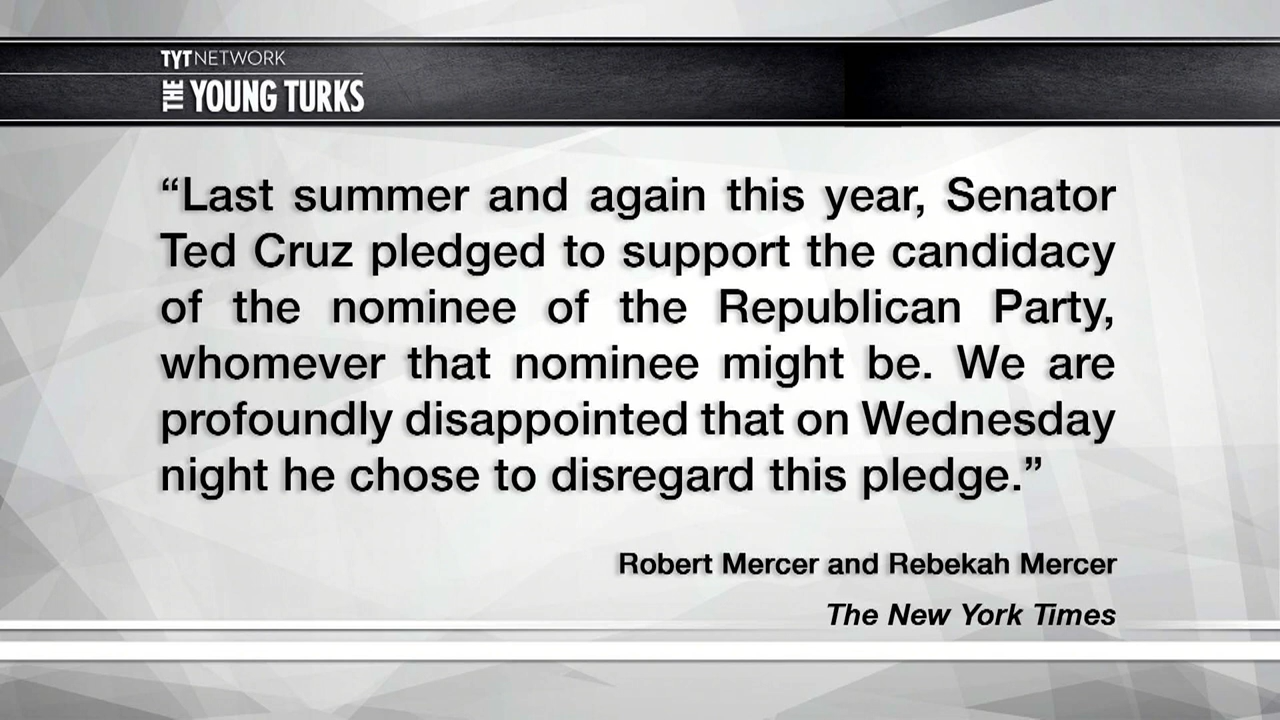 TYT NETWORK
THE YOUNG TURKS
“Last summer and again this year, Senator
Ted Cruz pledged to support the candidacy
of the nominee of the Republican Party,
whomever that nominee might be. We are
profoundly disappointed that on Wednesday
night he chose to disregard this pledge.”
Robert Mercer and Rebekah Mercer
The New York Times